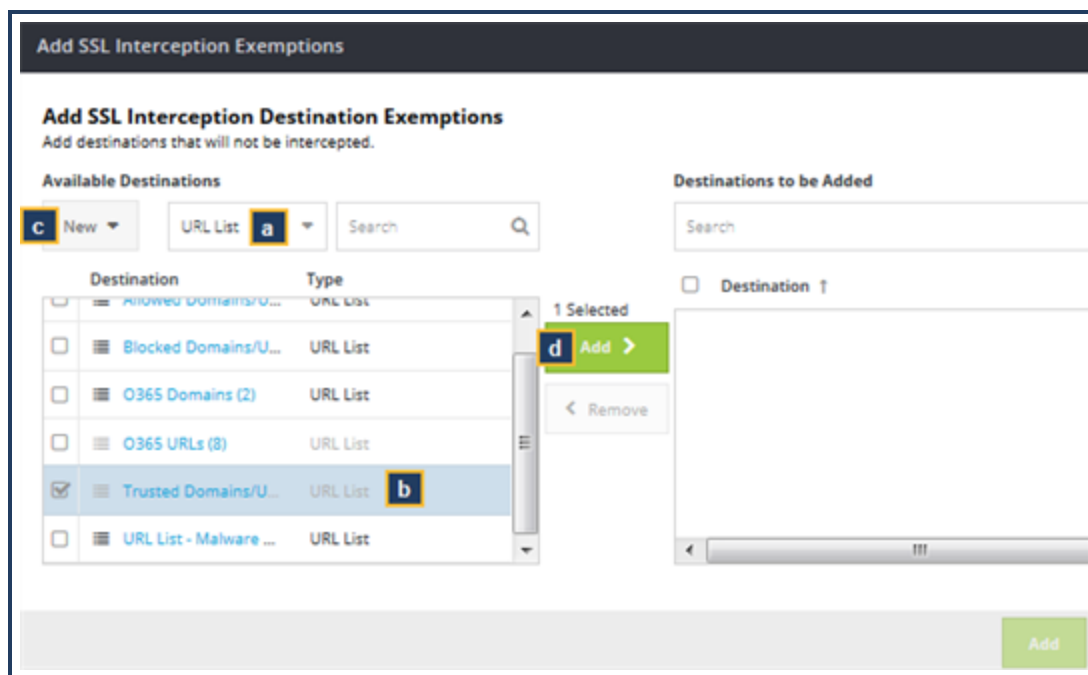 Add SSL Interception Exemptions
Add SSL Interception Destination Exemptions
Add destinations that will not be intercepted.
Available Destinations
Destinations to be Added
c New URL List a Search
Search
Destination Type
Destination ↑
Allowed Domains/U... URL List
1 Selected
Blocked Domains/U... URL List
d Add
O365 Domains (2) URL List
Remove
O365 URLs (8) URL List
Trusted Domains/U... URL List b
URL List - Malware ... URL List
Add